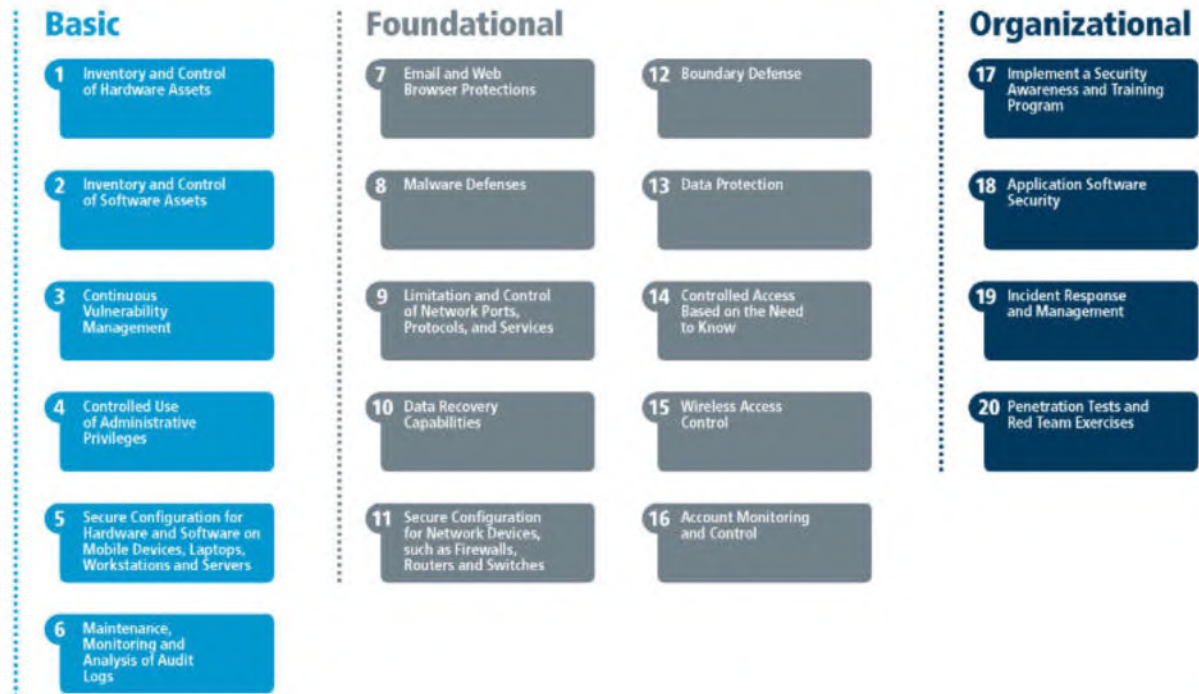 Basic
1 Inventory and Control
of Hardware Assets
2 Inventory and Control
of Software Assets
3 Continuous
Vulnerability
Management
4 Controlled Use
of Administrative
Privileges
5 Secure Configuration for
Hardware and Software on
Mobile Devices, Laptops,
Workstations and Servers
6 Maintenance,
Monitoring and
Analysis of Audit
Logs
Foundational
7 Email and Web
Browser Protections
8 Malware Defenses
9 Limitation and Control
of Network Ports,
Protocols, and Services
10 Data Recovery
Capabilities
11 Secure Configuration
for Network Devices,
such as Firewalls,
Routers and Switches
12 Boundary Defense
13 Data Protection
14 Controlled Access
Based on the Need
to Know
15 Wireless Access
Control
16 Account Monitoring
and Control
Organizational
17 Implement a Security
Awareness and Training
Program
18 Application Software
Security
19 Incident Response
and Management
20 Penetration Tests and
Red Team Exercises